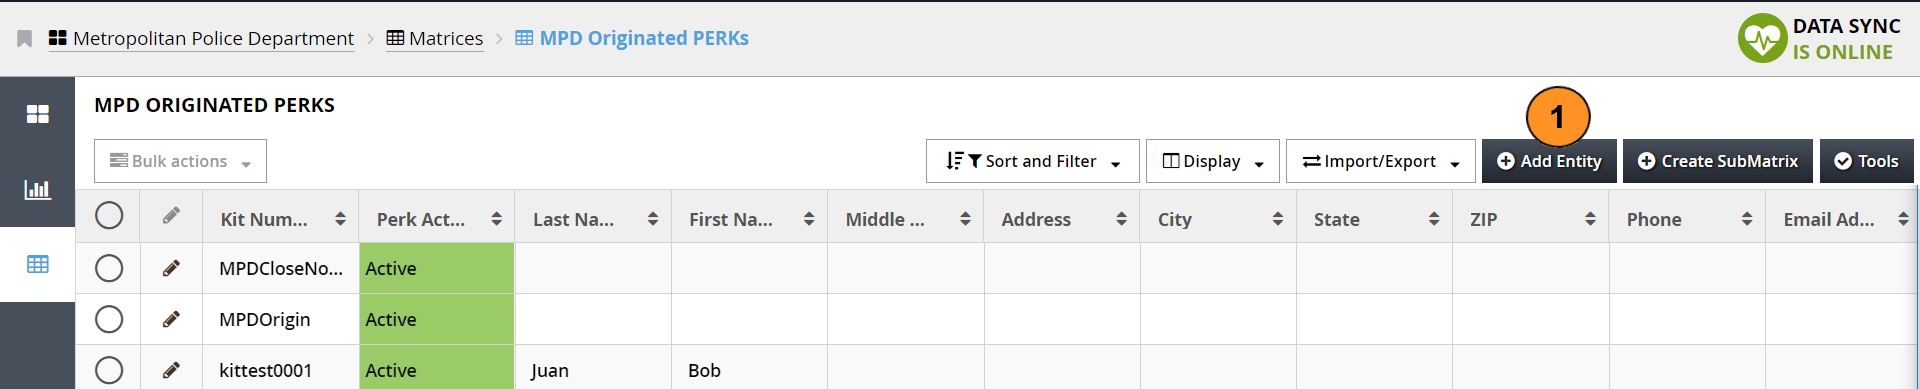 Metropolitan Police Department > Matrices > MPD Originated PERKs
DATA SYNC
IS ONLINE
MPD ORIGINATED PERKS
1
Bulk actions Sort and Filter Display Import/Export Add Entity Create SubMatrix Tools
Kit Num... Perk Act... Last Na... First Na... Middle ... Address City State ZIP Phone Email Ad...
MPDCloseNo... Active
MPDOrigin Active
kittest0001 Active Juan Bob